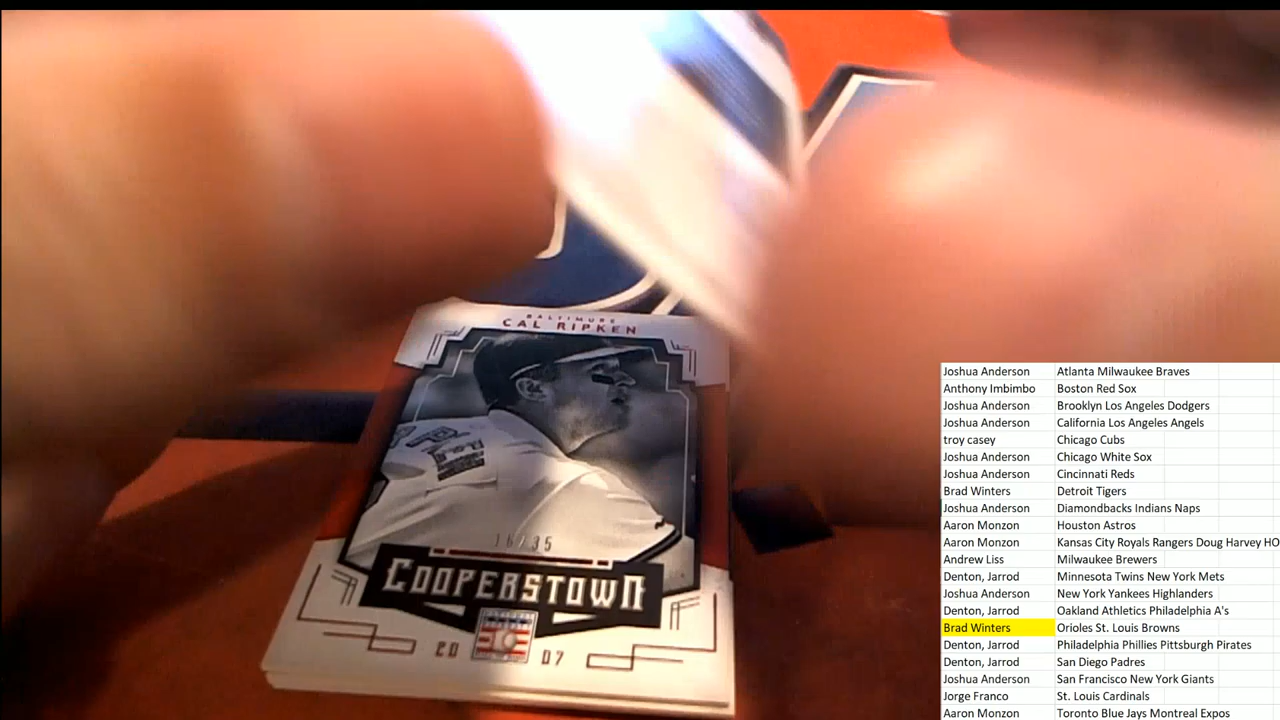 BALTIMORE
CAL RIPKEN
16/35
COOPERSTOWN
20 07
Joshua Anderson Atlanta Milwaukee Braves
Anthony Imbimbo Boston Red Sox
Joshua Anderson Brooklyn Los Angeles Dodgers
Joshua Anderson California Los Angeles Angels
troy casey Chicago Cubs
Joshua Anderson Chicago White Sox
Joshua Anderson Cincinnati Reds
Brad Winters Detroit Tigers
Joshua Anderson Diamondbacks Indians Naps
Aaron Monzon Houston Astros
Aaron Monzon Kansas City Royals Rangers Doug Harvey HO
Andrew Liss Milwaukee Brewers
Denton, Jarrod Minnesota Twins New York Mets
Joshua Anderson New York Yankees Highlanders
Denton, Jarrod Oakland Athletics Philadelphia A's
Brad Winters Orioles St. Louis Browns
Denton, Jarrod Philadelphia Phillies Pittsburgh Pirates
Denton, Jarrod San Diego Padres
Joshua Anderson San Francisco New York Giants
Jorge Franco St. Louis Cardinals
Aaron Monzon Toronto Blue Jays Montreal Expos